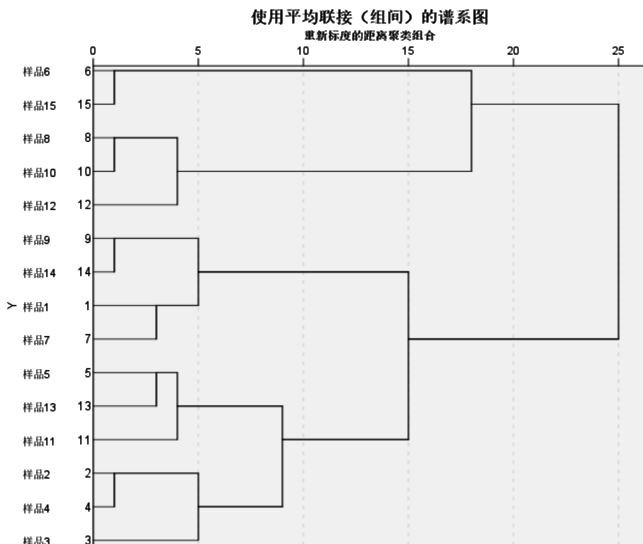 使用平均联接（组间）的谱系图
重新标度的距离聚类组合
0 5 10 15 20 25
样品6 6
样品15 15
样品8 8
样品10 10
样品12 12
样品9 9
样品14 14
Y
样品1 1
样品7 7
样品5 5
样品13 13
样品11 11
样品2 2
样品4 4
样品3 3